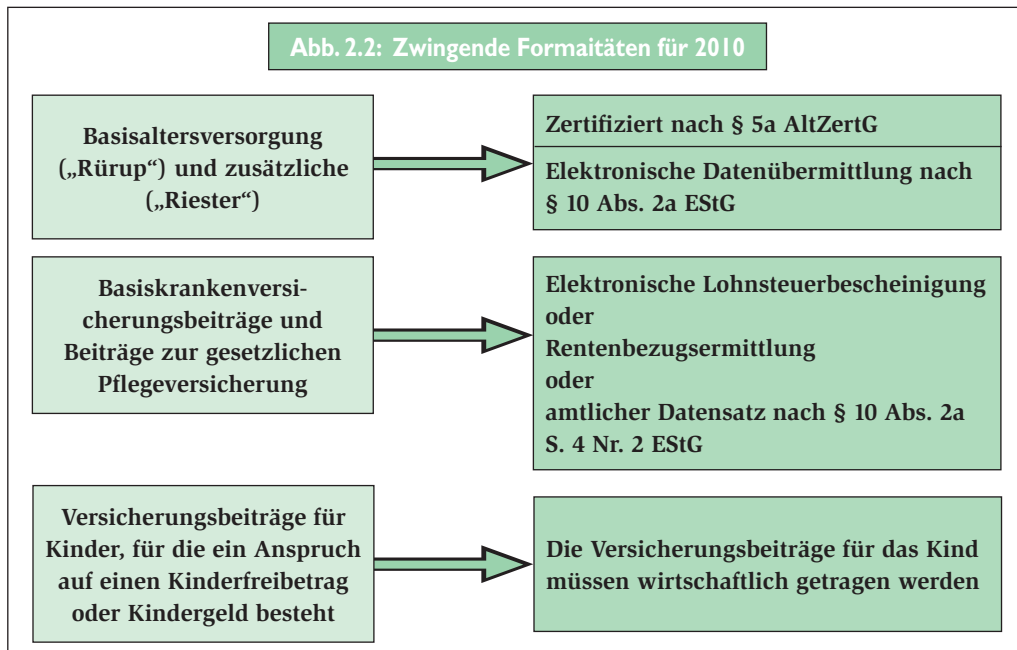 Abb. 2.2: Zwingende Formaitäten für 2010
Basisaltersversorgung
(„Rürup“) und zusätzliche
(„Riester“)
Zertifiziert nach § 5a AltZertG
Elektronische Datenübermittlung nach
§ 10 Abs. 2a EStG
Basiskrankenversi-
cherungsbeiträge und
Beiträge zur gesetzlichen
Pflegeversicherung
Elektronische Lohnsteuerbescheinigung
oder
Rentenbezugsermittlung
oder
amtlicher Datensatz nach § 10 Abs. 2a
S. 4 Nr. 2 EStG
Versicherungsbeiträge für
Kinder, für die ein Anspruch
auf einen Kinderfreibetrag
oder Kindergeld besteht
Die Versicherungsbeiträge für das Kind
müssen wirtschaftlich getragen werden